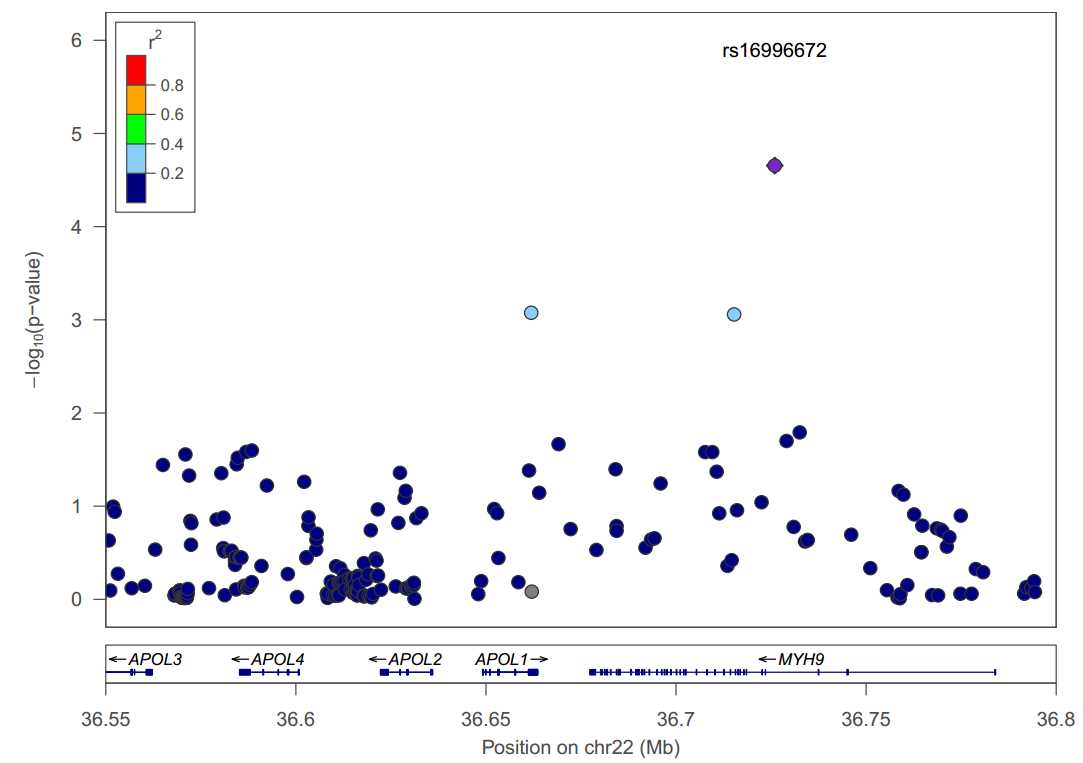 r2
0.8
0.6
0.4
0.2
rs16996672
6
5
4
3
2
1
0
−log10(p−value)
←APOL3
←APOL4
←APOL2
APOL1→
←MYH9
36.55
36.6
36.65
36.7
36.75
36.8
Position on chr22 (Mb)